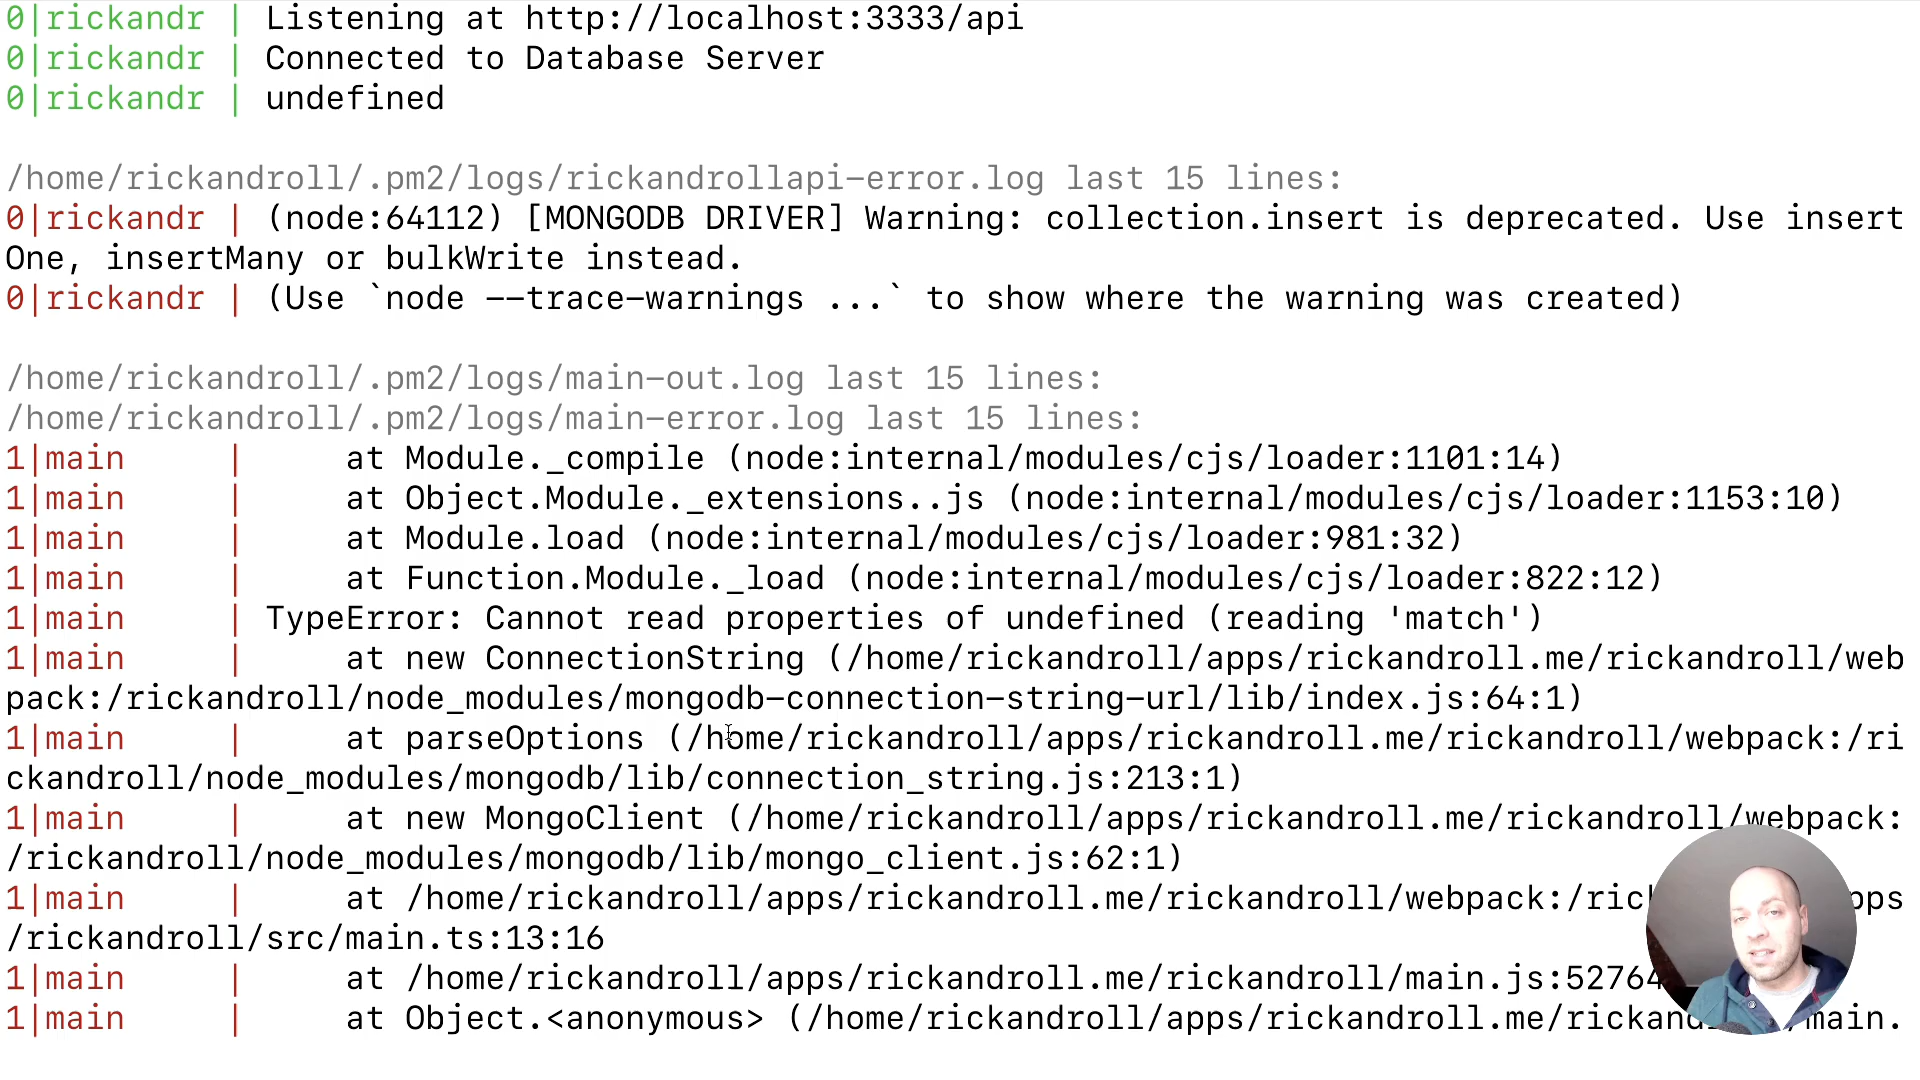 0|rickandr | Listening at http://localhost:3333/api
0|rickandr | Connected to Database Server
0|rickandr | undefined
/home/rickandroll/.pm2/logs/rickandrollapi-error.log last 15 lines:
0|rickandr | (node:64112) [MONGODB DRIVER] Warning: collection.insert is deprecated. Use insert
One, insertMany or bulkWrite instead.
0|rickandr | (Use `node --trace-warnings ...` to show where the warning was created)
/home/rickandroll/.pm2/logs/main-out.log last 15 lines:
/home/rickandroll/.pm2/logs/main-error.log last 15 lines:
1|main     |     at Module._compile (node:internal/modules/cjs/loader:1101:14)
1|main     |     at Object.Module._extensions..js (node:internal/modules/cjs/loader:1153:10)
1|main     |     at Module.load (node:internal/modules/cjs/loader:981:32)
1|main     |     at Function.Module._load (node:internal/modules/cjs/loader:822:12)
1|main     | TypeError: Cannot read properties of undefined (reading 'match')
1|main     |     at new ConnectionString (/home/rickandroll/apps/rickandroll.me/rickandroll/web
pack:/rickandroll/node_modules/mongodb-connection-string-url/lib/index.js:64:1)
1|main     |     at parseOptions (/home/rickandroll/apps/rickandroll.me/rickandroll/webpack:/ri
ckandroll/node_modules/mongodb/lib/connection_string.js:213:1)
1|main     |     at new MongoClient (/home/rickandroll/apps/rickandroll.me/rickandroll/webpack:
/rickandroll/node_modules/mongodb/lib/mongo_client.js:62:1)
1|main     |     at /home/rickandroll/apps/rickandroll.me/rickandroll/webpack:/ric pps
/rickandroll/src/main.ts:13:16
1|main     |     at /home/rickandroll/apps/rickandroll.me/rickandroll/main.js:52764
1|main     |     at Object.<anonymous> (/home/rickandroll/apps/rickandroll.me/rickand main.